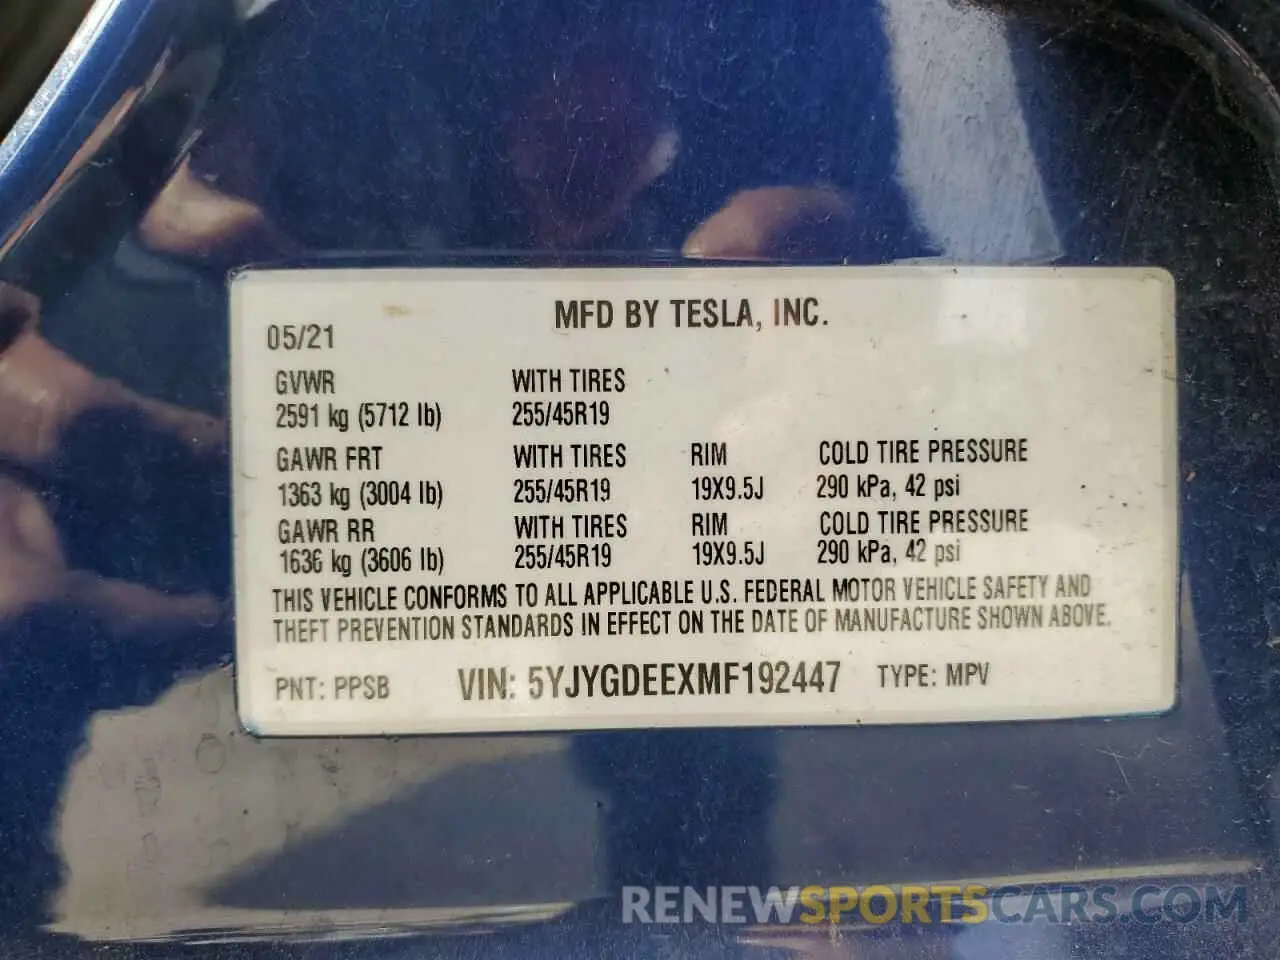 MFD BY TESLA, INC.
05/21
GVWR WITH TIRES
2591 kg (5712 lb) 255/45R19
GAWR FRT WITH TIRES RIM COLD TIRE PRESSURE
1363 kg (3004 lb) 255/45R19 19X9.5J 290 kPa, 42 psi
GAWR RR WITH TIRES RIM COLD TIRE PRESSURE
1636 kg (3606 lb) 255/45R19 19X9.5J 290 kPa, 42 psi
THIS VEHICLE CONFORMS TO ALL APPLICABLE U.S. FEDERAL MOTOR VEHICLE SAFETY AND
THEFT PREVENTION STANDARDS IN EFFECT ON THE DATE OF MANUFACTURE SHOWN ABOVE.
PNT: PPSB VIN: 5YJYGDEEXMF192447 TYPE: MPV
RENEWSPORTSCARS.COM